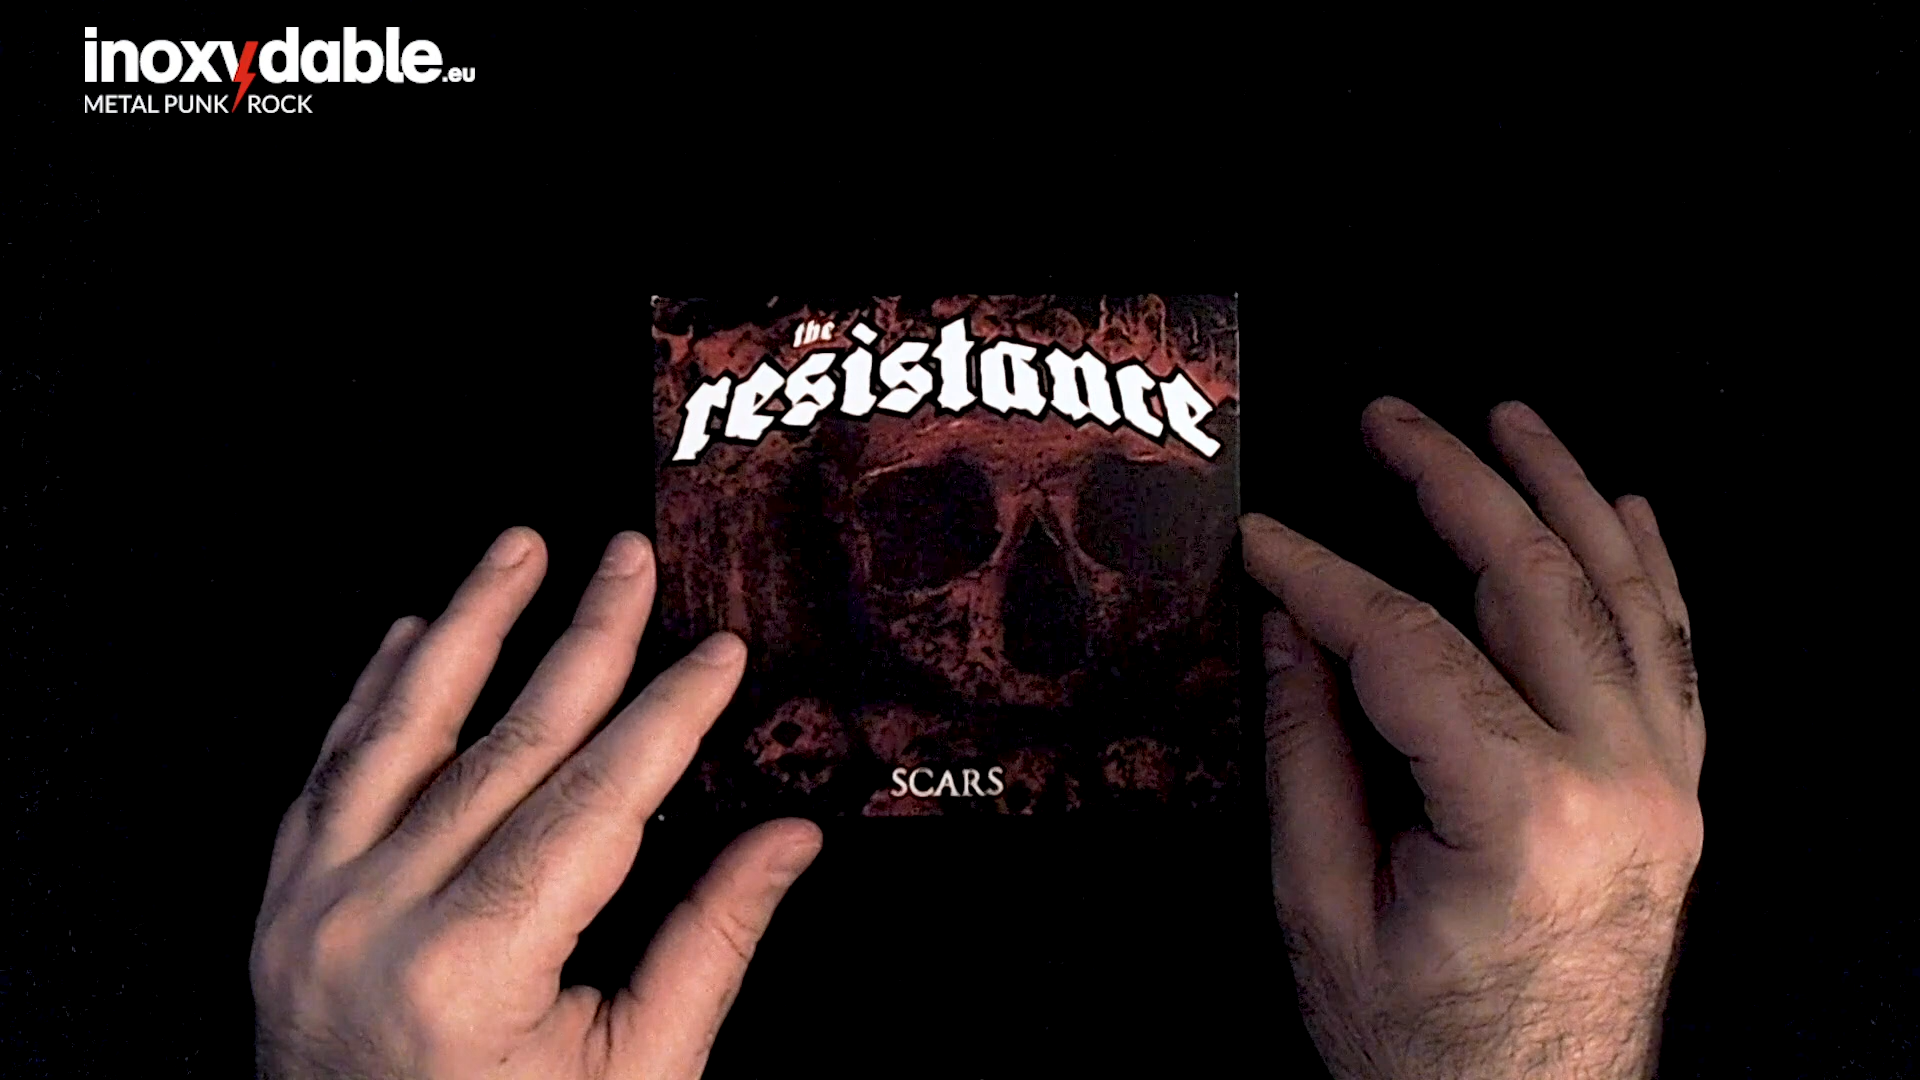 inoxydable.eu
METAL PUNK ROCK
the
resistance
SCARS